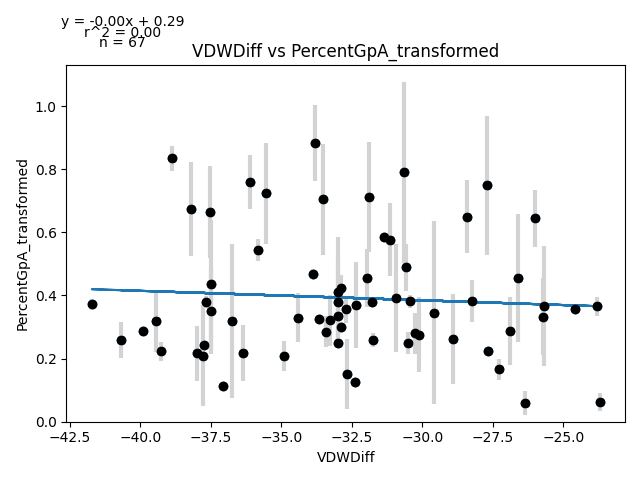 y = -0.00x + 0.29
r^2 = 0.00
n = 67
VDWDiff vs PercentGpA_transformed
PercentGpA_transformed
1.0
0.8
0.6
0.4
0.2
0.0
−42.5 −40.0 −37.5 −35.0 −32.5 −30.0 −27.5 −25.0
VDWDiff